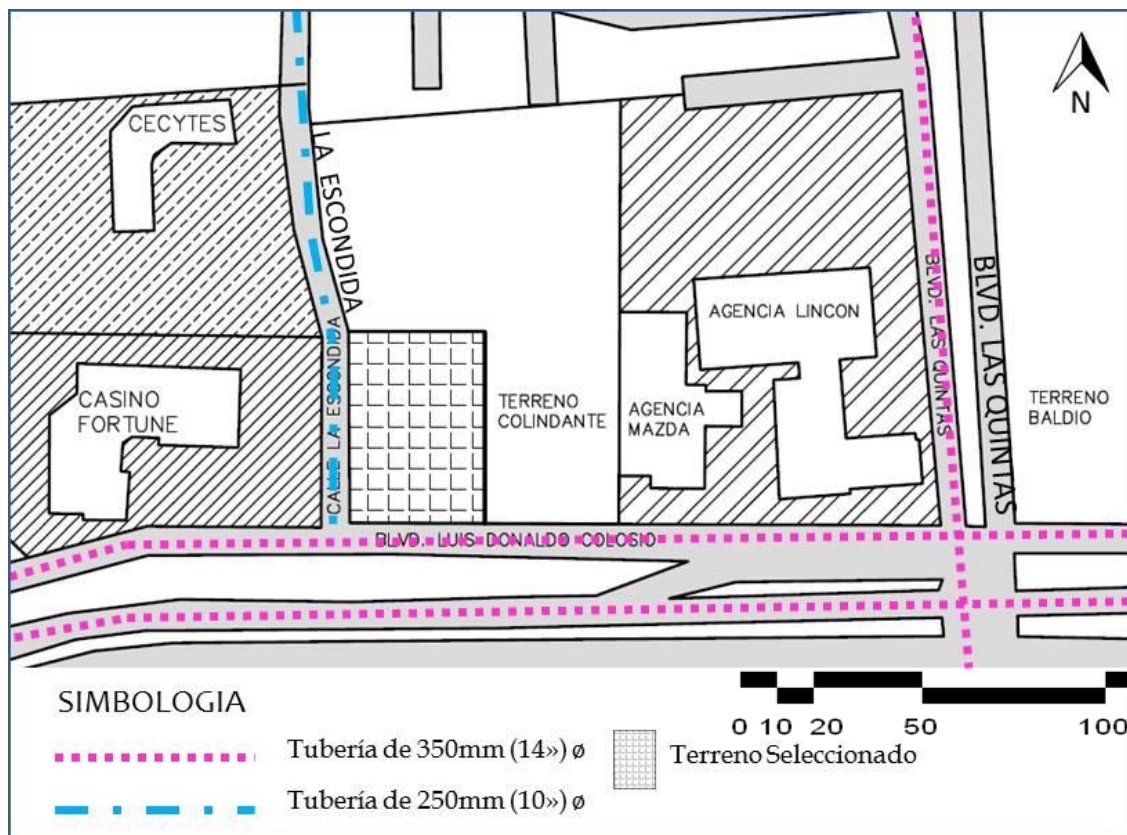 CECYTES
N
LA ESCONDIDA
CALLE LA ESCONDIDA
CASINO
FORTUNE
TERRENO
COLINDANTE
AGENCIA
MAZDA
AGENCIA LINCON
BLVD. LAS QUINTAS
BLVD. LAS QUINTAS
TERRENO
BALDIO
BLVD. LUIS DONALDO COLOSIO
SIMBOLOGIA
0 10 20 50 100
Tubería de 350mm (14») ø
Terreno Seleccionado
Tubería de 250mm (10») ø